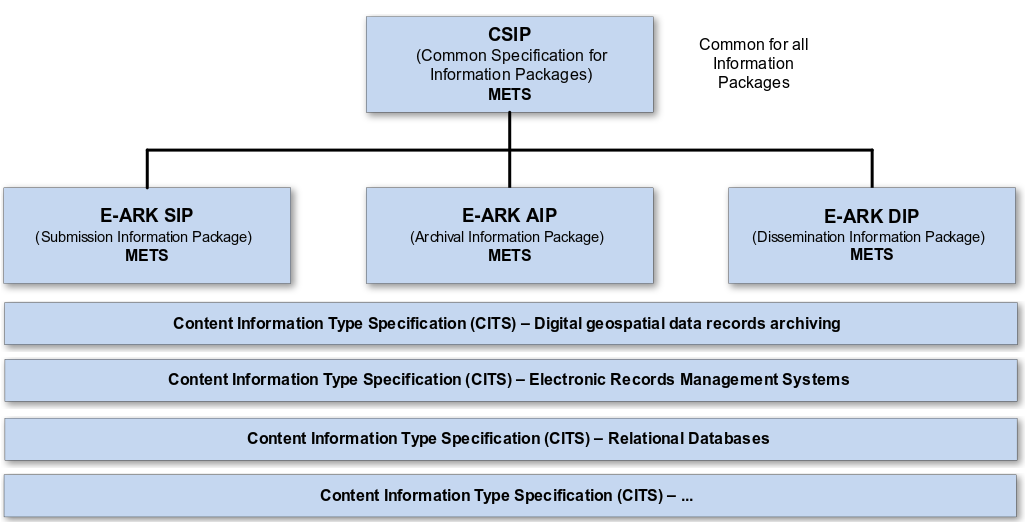 CSIP
(Common Specification for
Information Packages)
METS
Common for all
Information
Packages
E-ARK SIP
(Submission Information Package)
METS
E-ARK AIP
(Archival Information Package)
METS
E-ARK DIP
(Dissemination Information Package)
METS
Content Information Type Specification (CITS) – Digital geospatial data records archiving
Content Information Type Specification (CITS) – Electronic Records Management Systems
Content Information Type Specification (CITS) – Relational Databases
Content Information Type Specification (CITS) – ...